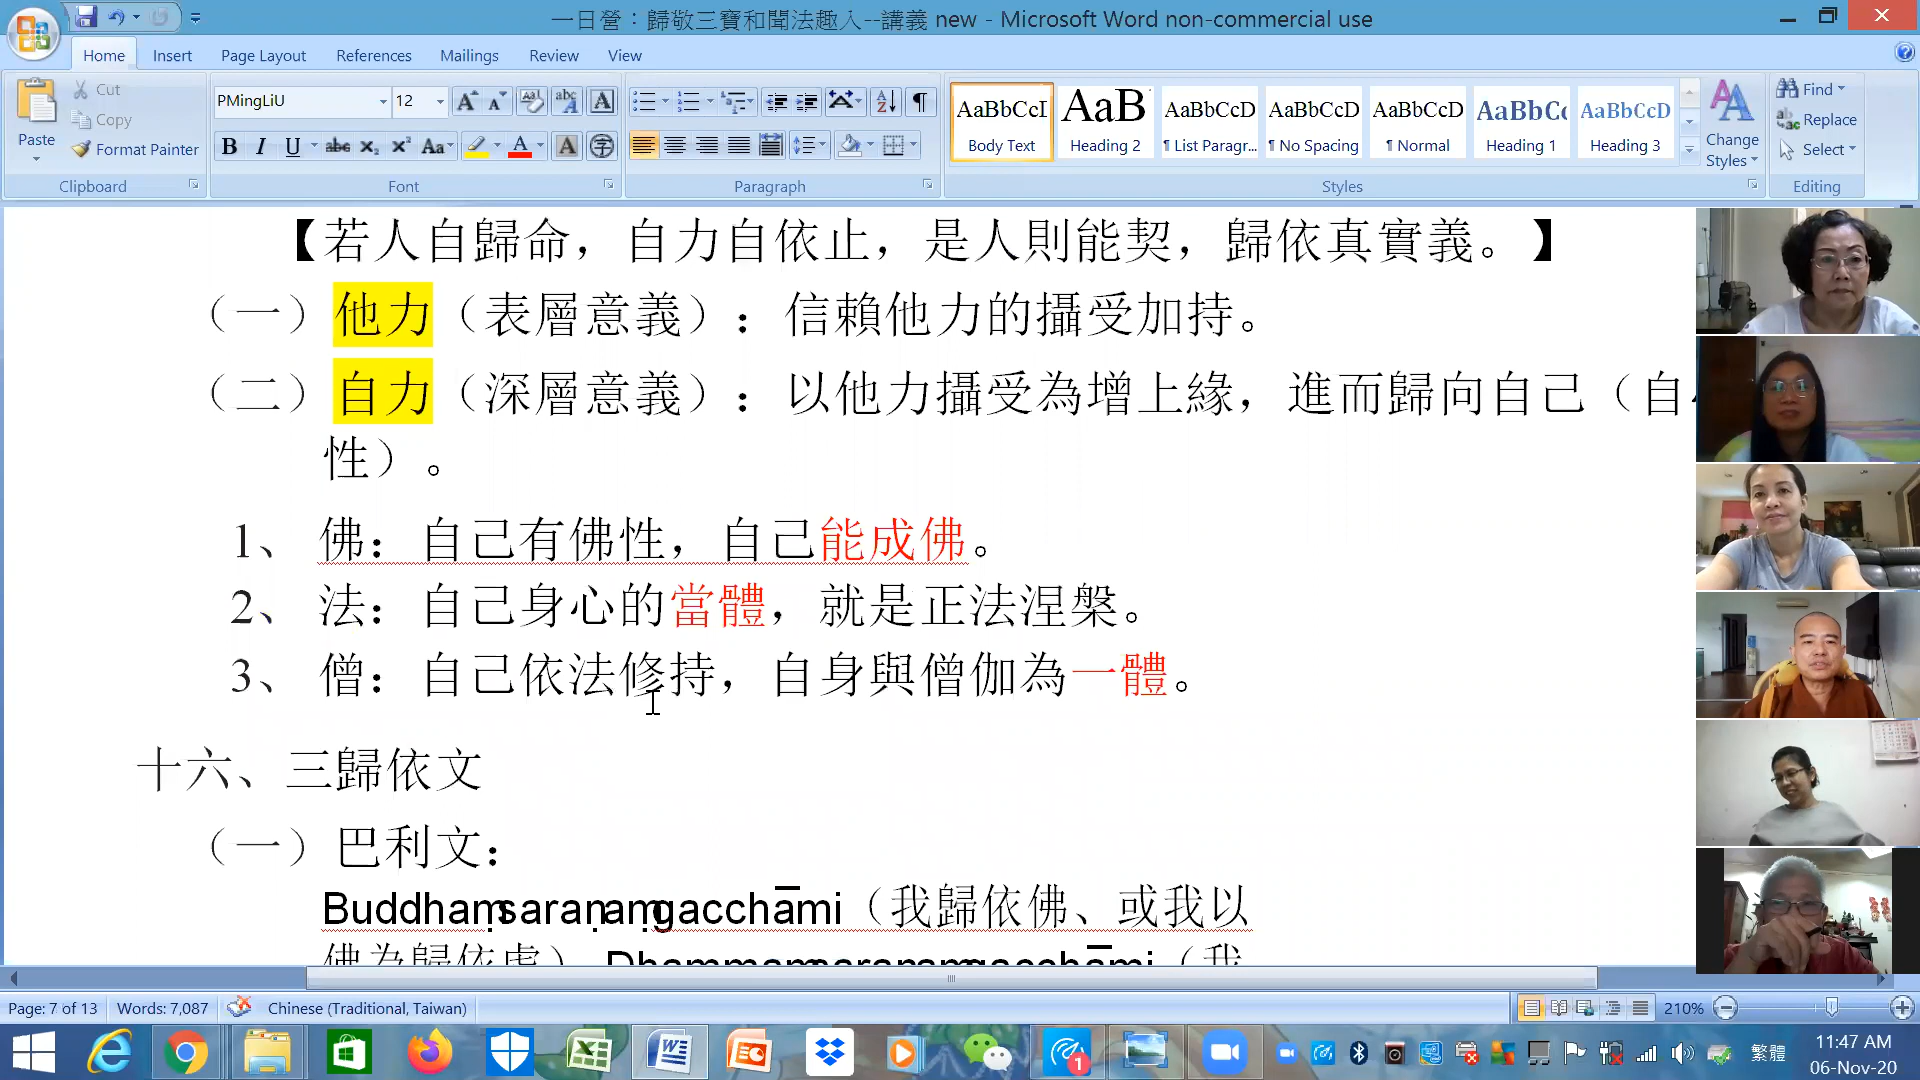 一日營：歸敬三寶和聞法趣入--講義 new - Microsoft Word non-commercial use
Home Insert Page Layout References Mailings Review View
Paste
Cut
Copy
Format Painter
PMingLiU 12
AaBbCcI AaB AaBbCcD AaBbCcD AaBbCcD AaBbCc AaBbCcD
Body Text Heading 2 ¶ List Paragr... ¶ No Spacing ¶ Normal Heading 1 Heading 3
Change Styles
Find
Replace
Select
Clipboard Font Paragraph Styles Editing
【若人自歸命，自力自依止，是人則能契，歸依真實義。】
（一）他力（表層意義）：信賴他力的攝受加持。
（二）自力（深層意義）：以他力攝受為增上緣，進而歸向自己（自
性）。
1、 佛：自己有佛性，自己能成佛。
2、 法：自己身心的當體，就是正法涅槃。
3、 僧：自己依法修持，自身與僧伽為一體。
十六、三歸依文
（一）巴利文：
Buddhaṃsaraṇaṃgacchāmi（我歸依佛、或我以
佛為歸依處）Dhammaṃsaraṇaṃgacchāmi（我
Page: 7 of 13 Words: 7,087 Chinese (Traditional, Taiwan) 210%
1
繁體
11:47 AM
06-Nov-20